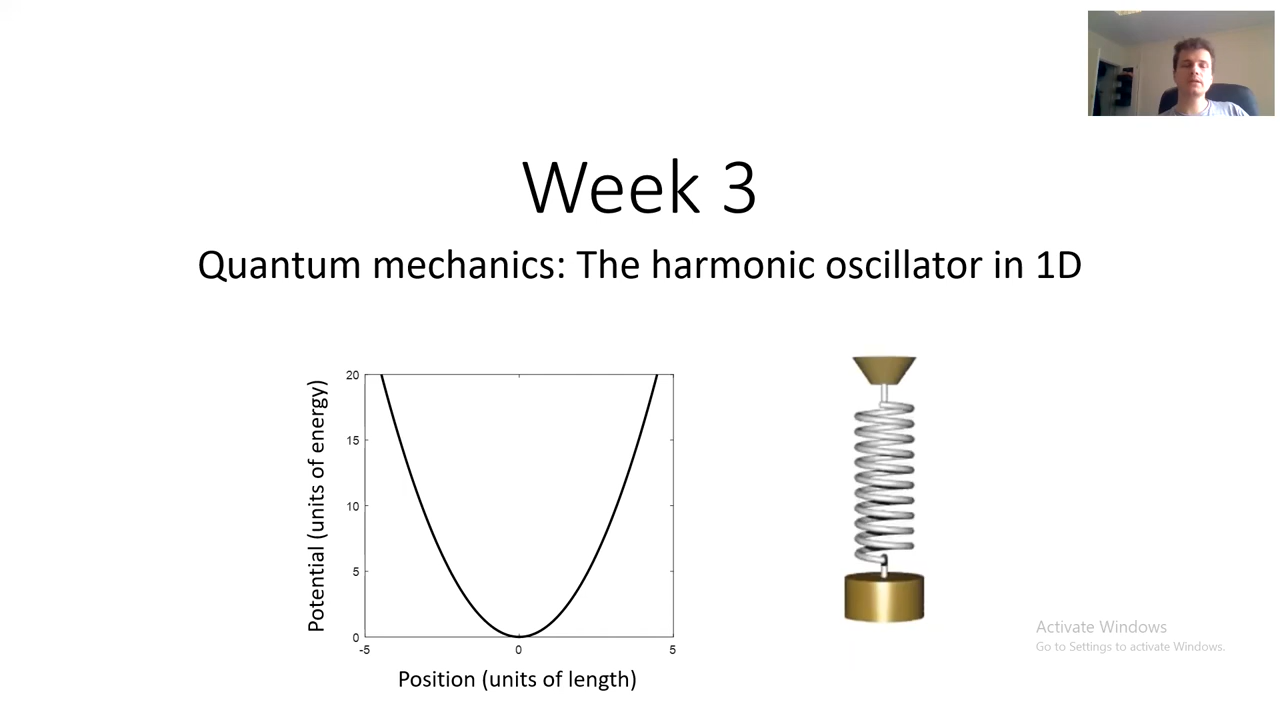 Week 3
Quantum mechanics: The harmonic oscillator in 1D
Potential (units of energy)
20
15
10
5
0
-5
0
5
Position (units of length)
Activate Windows
Go to Settings to activate Windows.